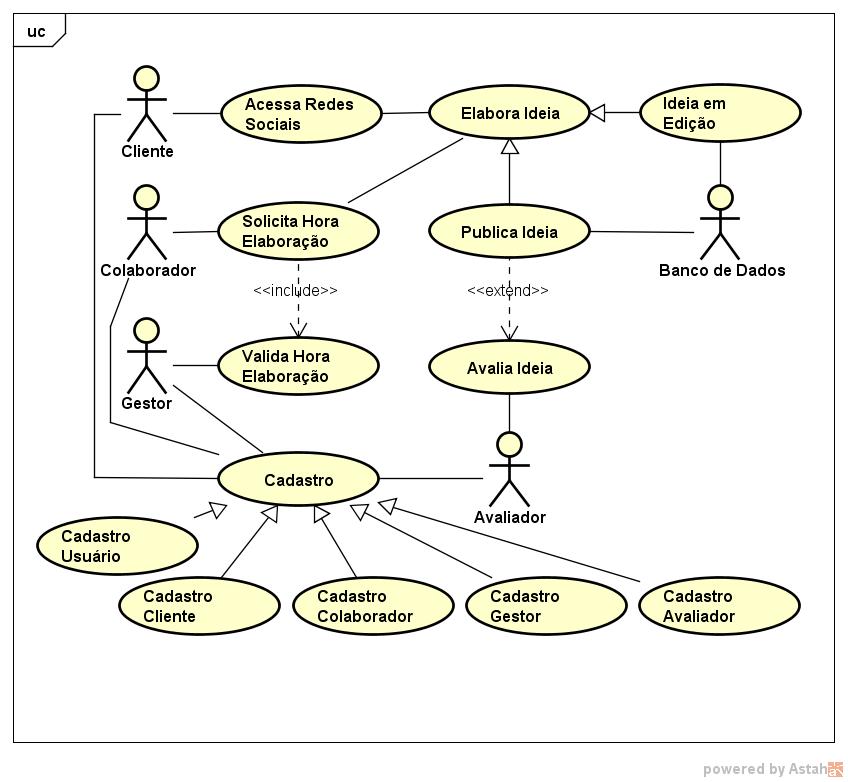 uc
Acessa Redes
Sociais
Elabora Ideia
Ideia em
Edição
Cliente
Solicita Hora
Elaboração
Publica Ideia
Colaborador
Banco de Dados
<<include>>
<<extend>>
Valida Hora
Elaboração
Avalia Ideia
Gestor
Cadastro
Avaliador
Cadastro
Usuário
Cadastro
Cliente
Cadastro
Colaborador
Cadastro
Gestor
Cadastro
Avaliador
powered by Astah